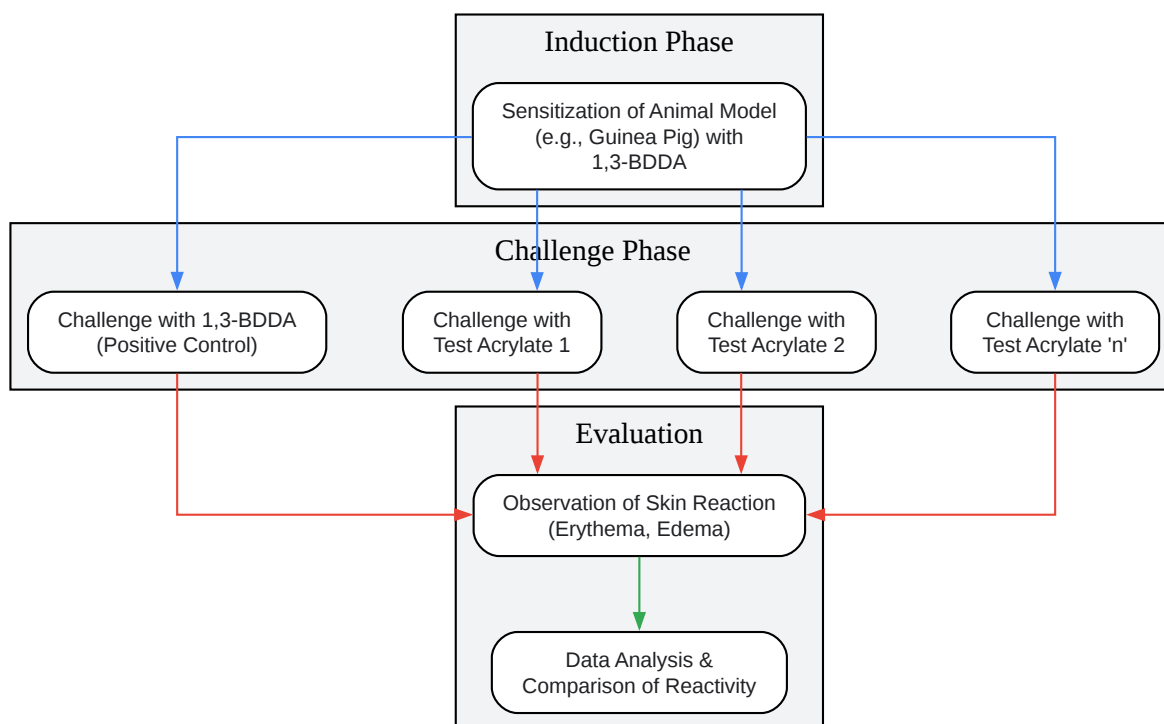 Induction Phase
Sensitization of Animal Model
(e.g., Guinea Pig) with
1,3-BDDA
Challenge Phase
Challenge with 1,3-BDDA
(Positive Control)
Challenge with
Test Acrylate 1
Challenge with
Test Acrylate 2
Challenge with
Test Acrylate 'n'
Evaluation
Observation of Skin Reaction
(Erythema, Edema)
Data Analysis &
Comparison of Reactivity